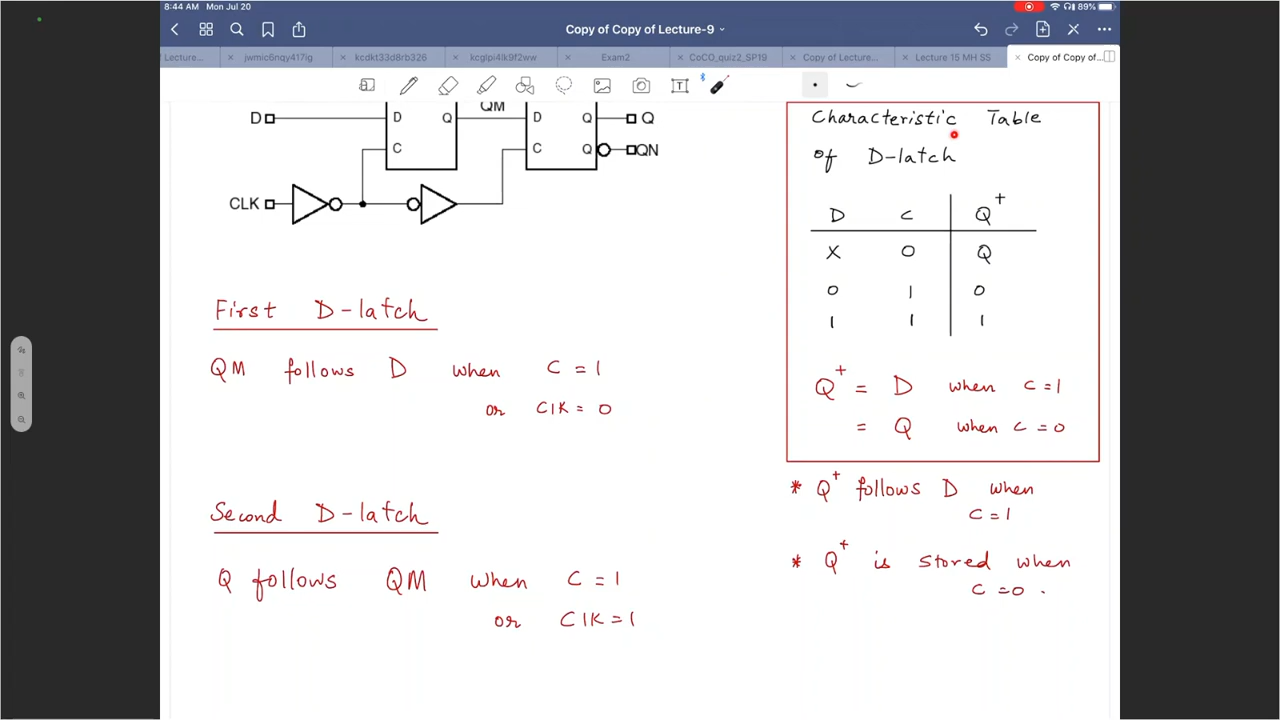 8:44 AM Mon Jul 20
89%
Copy of Copy of Lecture-9
Lecture...
jwmic6nqy417ig
kcdkt33d8rb326
kcglpi4lk9f2ww
Exam2
CoCO_quiz2_SP19
Copy of Lecture...
Lecture 15 MH SS
Copy of Copy of...
T
QM
D
D Q
D Q
Q
C
C Q
QN
CLK
Characteristic Table
of D-latch
D C Q+
X 0 Q
0 1 0
1 1 1
Q+ = D when C=1
= Q when C=0
* Q+ follows D when
C=1
* Q+ is stored when
C=0.
First D-latch
QM follows D when C=1
or Clk=0
Second D-latch
Q follows QM when C=1
or Clk=1